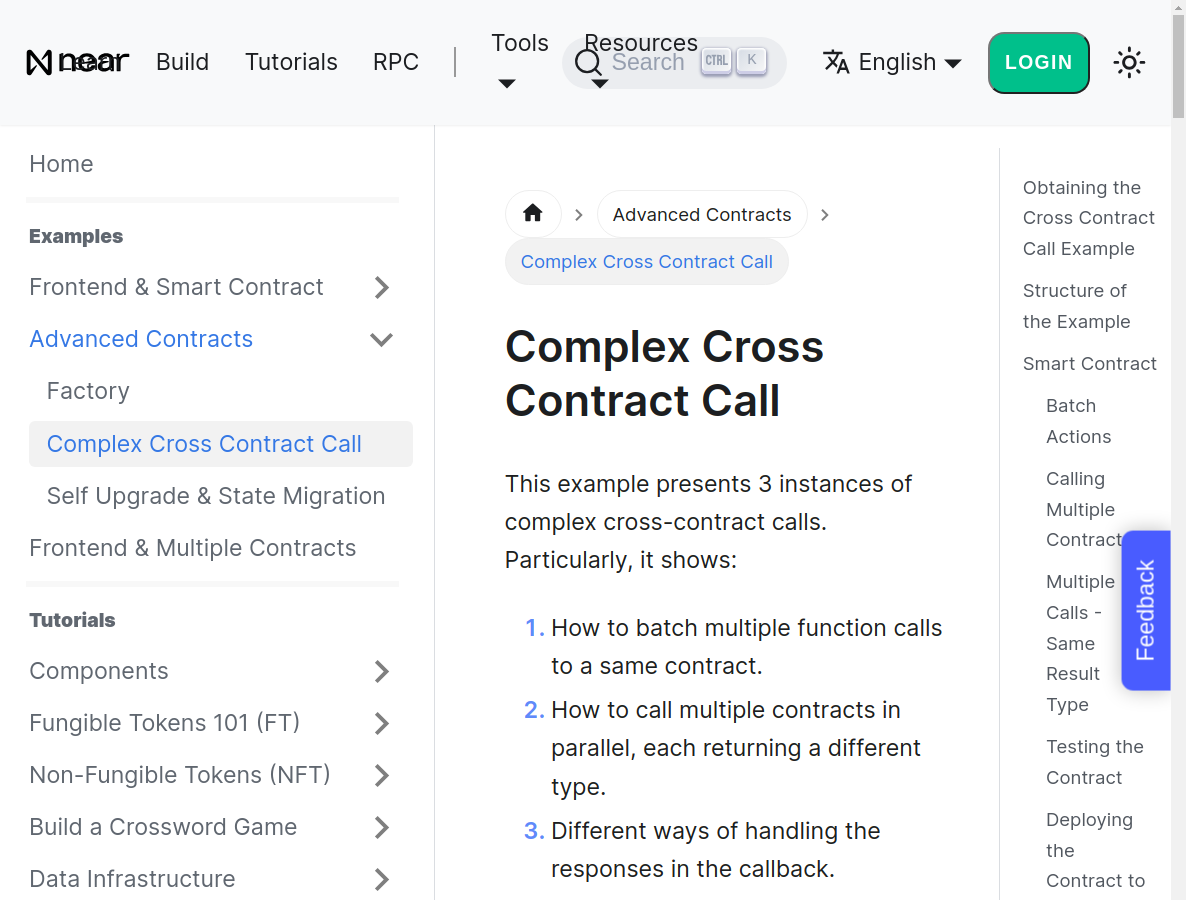 near
Learn
Build
Tutorials
RPC
Tools
Resources
Search
CTRL
K
English
LOGIN
Home
Examples
Frontend & Smart Contract
Advanced Contracts
Factory
Complex Cross Contract Call
Self Upgrade & State Migration
Frontend & Multiple Contracts
Tutorials
Components
Fungible Tokens 101 (FT)
Non-Fungible Tokens (NFT)
Build a Crossword Game
Data Infrastructure
Advanced Contracts
Complex Cross Contract Call
Complex Cross
Contract Call
This example presents 3 instances of
complex cross-contract calls.
Particularly, it shows:
1. How to batch multiple function calls
to a same contract.
2. How to call multiple contracts in
parallel, each returning a different
type.
3. Different ways of handling the
responses in the callback.
Obtaining the
Cross Contract
Call Example
Structure of
the Example
Smart Contract
Batch
Actions
Calling
Multiple
Contract
Multiple
Calls -
Same
Result
Type
Testing the
Contract
Deploying
the
Contract to
Feedback